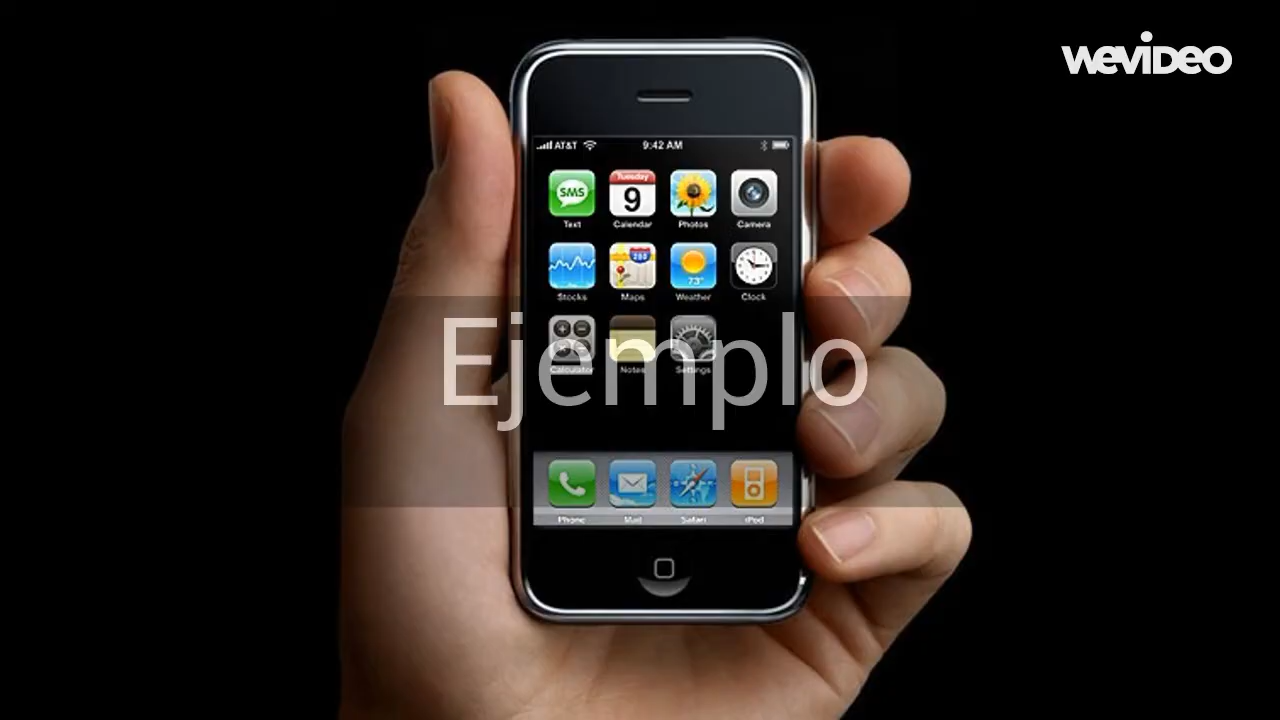 WEVIDEO
AT&T 9:42 AM
SMS Tuesday 9
Text Calendar Photos Camera
280 73°
Stocks Maps Weather Clock
Ejemplo
Calculator Notes Settings
Phone Mail Safari iPod